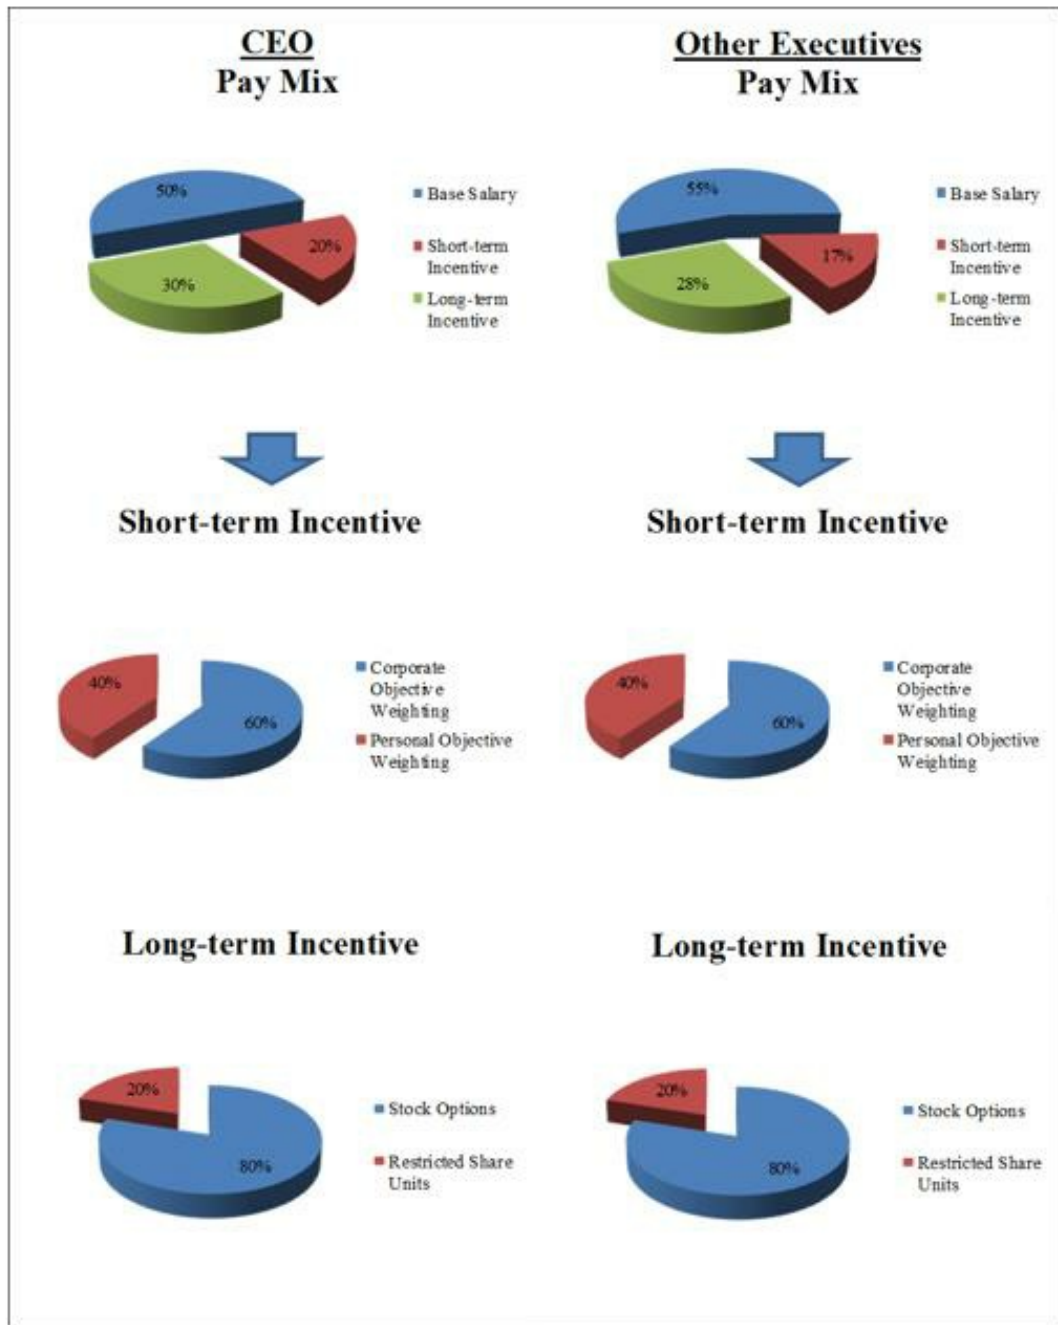 CEO
Pay Mix
50%
20%
30%
Base Salary
Short-term
Incentive
Long-term
Incentive
Other Executives
Pay Mix
55%
17%
28%
Base Salary
Short-term
Incentive
Long-term
Incentive
Short-term Incentive
40%
60%
Corporate
Objective
Weighting
Personal Objective
Weighting
Short-term Incentive
40%
60%
Corporate
Objective
Weighting
Personal Objective
Weighting
Long-term Incentive
20%
80%
Stock Options
Restricted Share
Units
Long-term Incentive
20%
80%
Stock Options
Restricted Share
Units